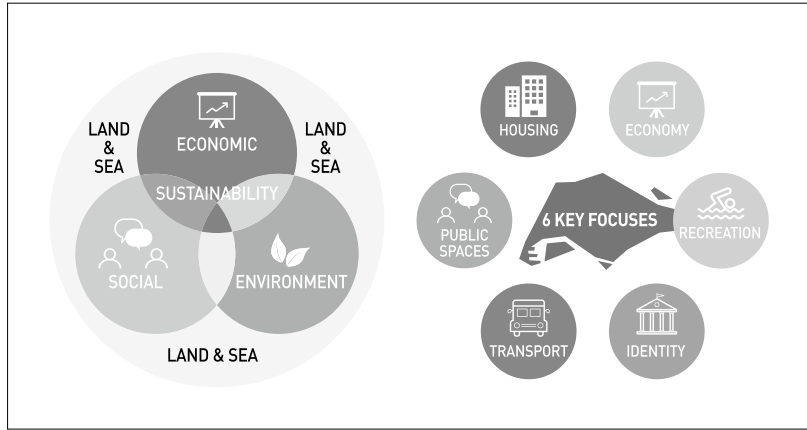 LAND
&
SEA
LAND
&
SEA
ECONOMIC
SUSTAINABILITY
SOCIAL
ENVIRONMENT
LAND & SEA
HOUSING
ECONOMY
6 KEY FOCUSES
PUBLIC
SPACES
RECREATION
TRANSPORT
IDENTITY